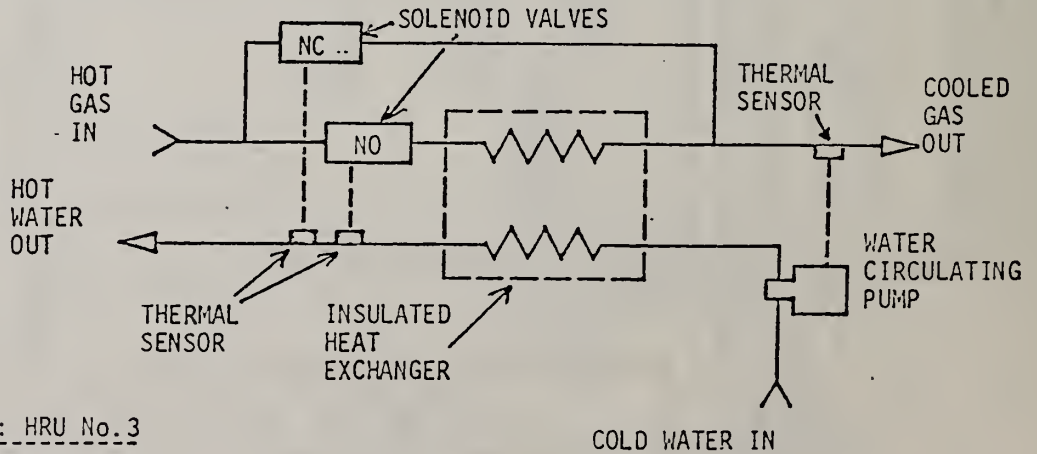 SOLENOID VALVES
NC ..
HOT
GAS
IN
NO
THERMAL
SENSOR
COOLED
GAS
OUT
HOT
WATER
OUT
THERMAL
SENSOR
INSULATED
HEAT
EXCHANGER
WATER
CIRCULATING
PUMP
: HRU No.3
COLD WATER IN